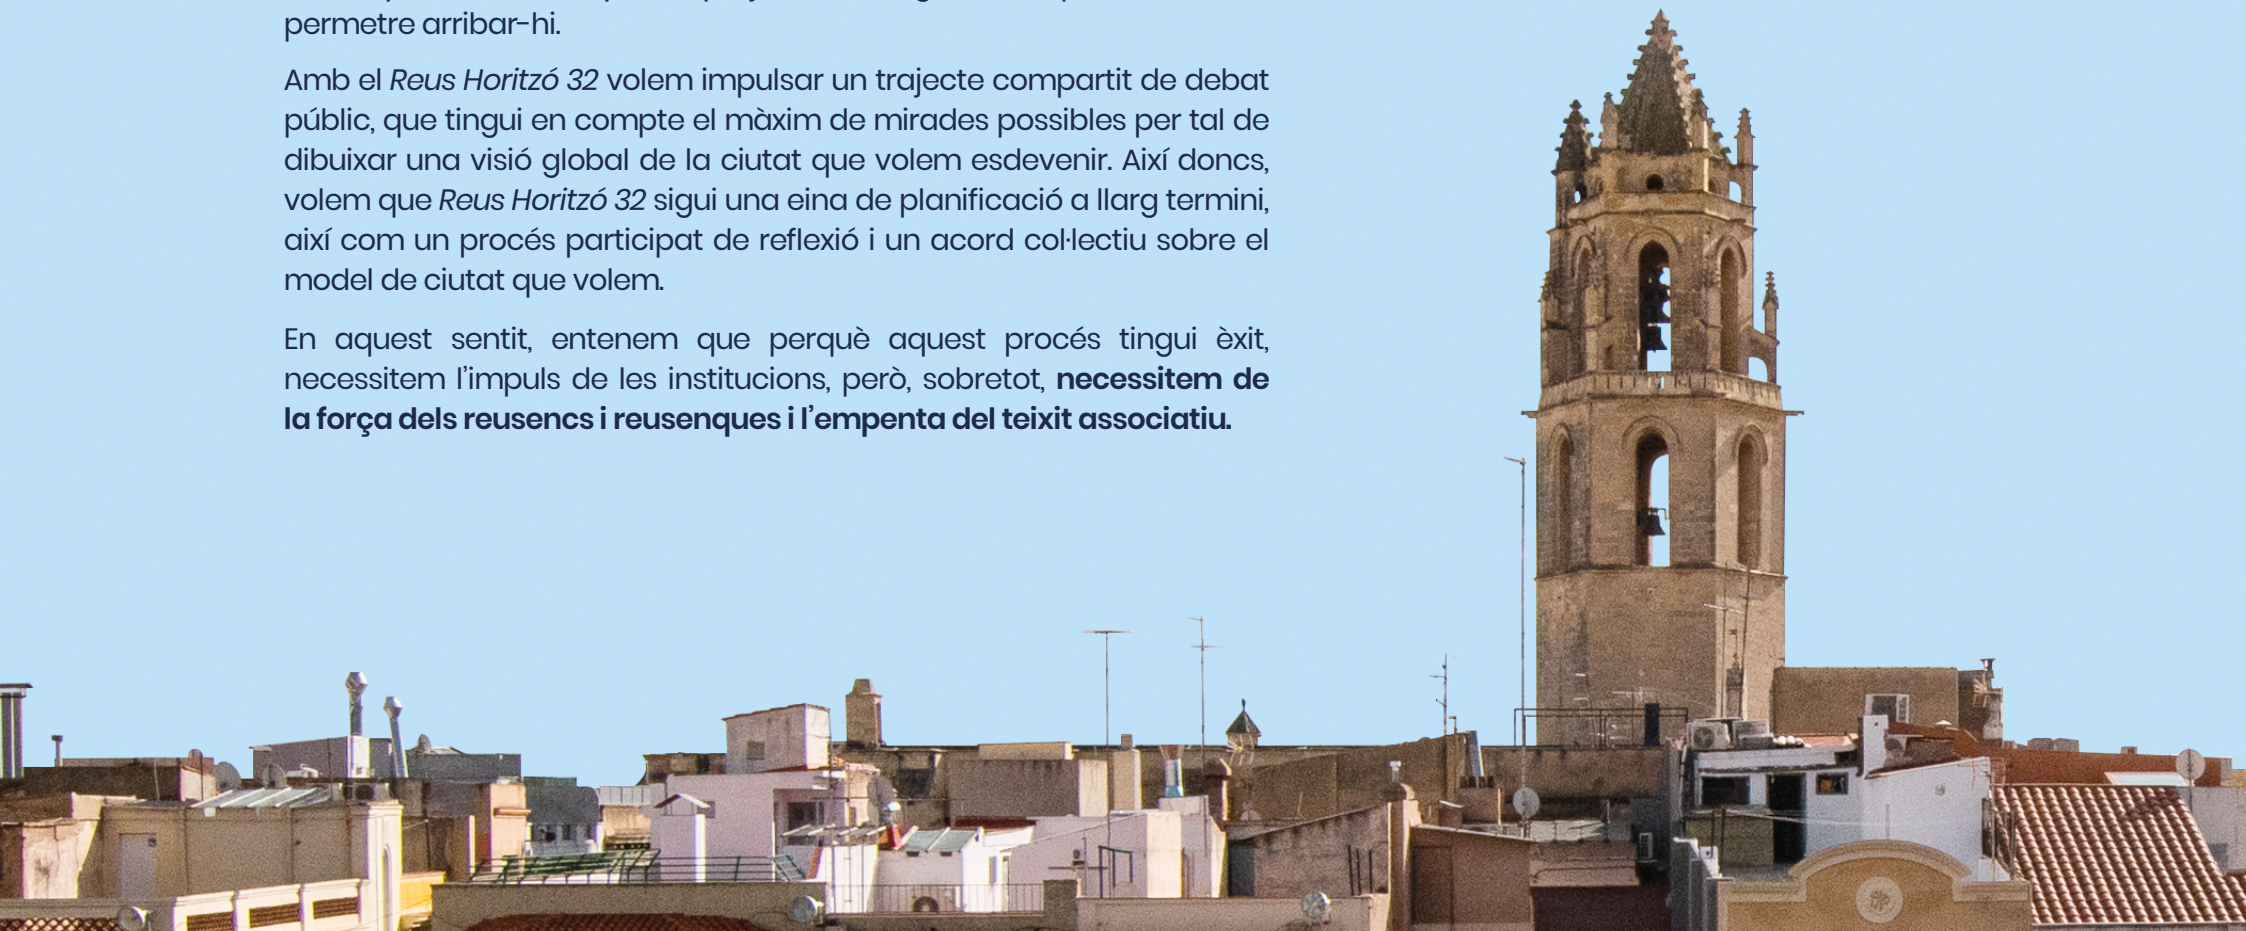 permetre arribar-hi.
Amb el Reus Horitzó 32 volem impulsar un trajecte compartit de debat
públic, que tingui en compte el màxim de mirades possibles per tal de
dibuixar una visió global de la ciutat que volem esdevenir. Així doncs,
volem que Reus Horitzó 32 sigui una eina de planificació a llarg termini,
així com un procés participat de reflexió i un acord col·lectiu sobre el
model de ciutat que volem.
En aquest sentit, entenem que perquè aquest procés tingui èxit,
necessitem l’impuls de les institucions, però, sobretot, necessitem de
la força dels reusencs i reusenques i l’empenta del teixit associatiu.